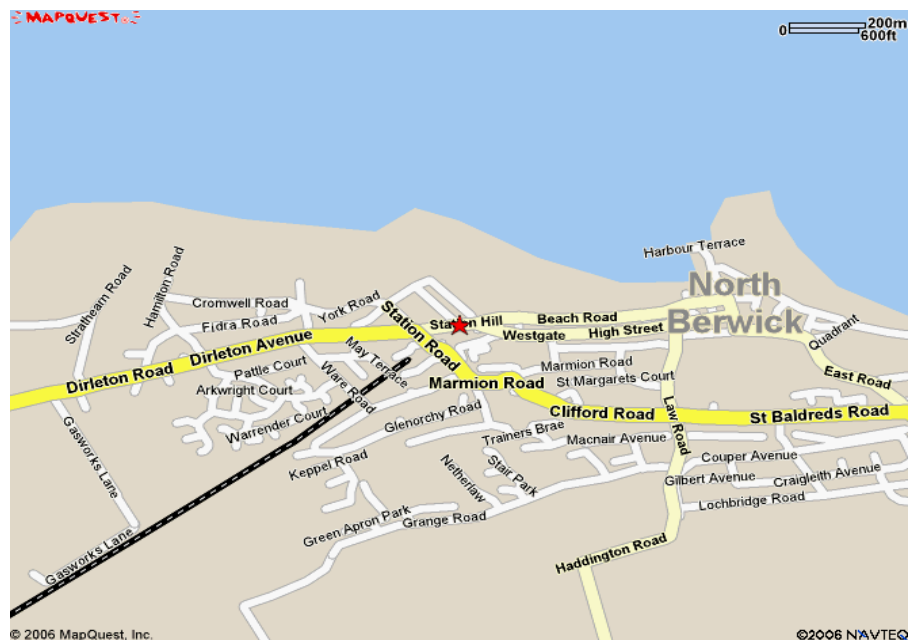 MAPQUEST
200m
0
600ft
Harbour Terrace
Strathearn Road
Hamilton Road
North
Berwick
Cromwell Road
York Road
Fidra Road
Station Road
Station Hill
Beach Road
Westgate
High Street
Quadrant
Dirleton Avenue
May Terrace
Dirleton Road
Pattle Court
Marmion Road
East Road
Arkwright Court
Ware Road
Marmion Road
St Margarets Court
Law Road
Clifford Road
St Baldreds Road
Warrender Court
Glenorchy Road
Trainers Brae
Macnair Avenue
Gasworks Lane
Keppel Road
Netherlaw
Stair Park
Couper Avenue
Gilbert Avenue
Craigleith Avenue
Lochbridge Road
Green Apron Park
Grange Road
Gasworks Lane
Haddington Road
© 2006 MapQuest, Inc.
©2006 NAVTEQ